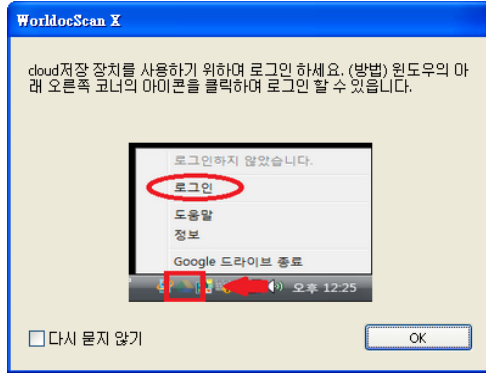 WorldocScan X
cloud저장 장치를 사용하기 위하며 로그인 하세요. (방법) 윈도우의 아
래 오른쪽 코너의 아이콘을 클릭하며 로그인 할 수 있읍니다.
로그인하지 않았습니다.
로그인
도움말
정보
Google 드라이브 종료
오후 12:25
다시 묻지 않기
OK